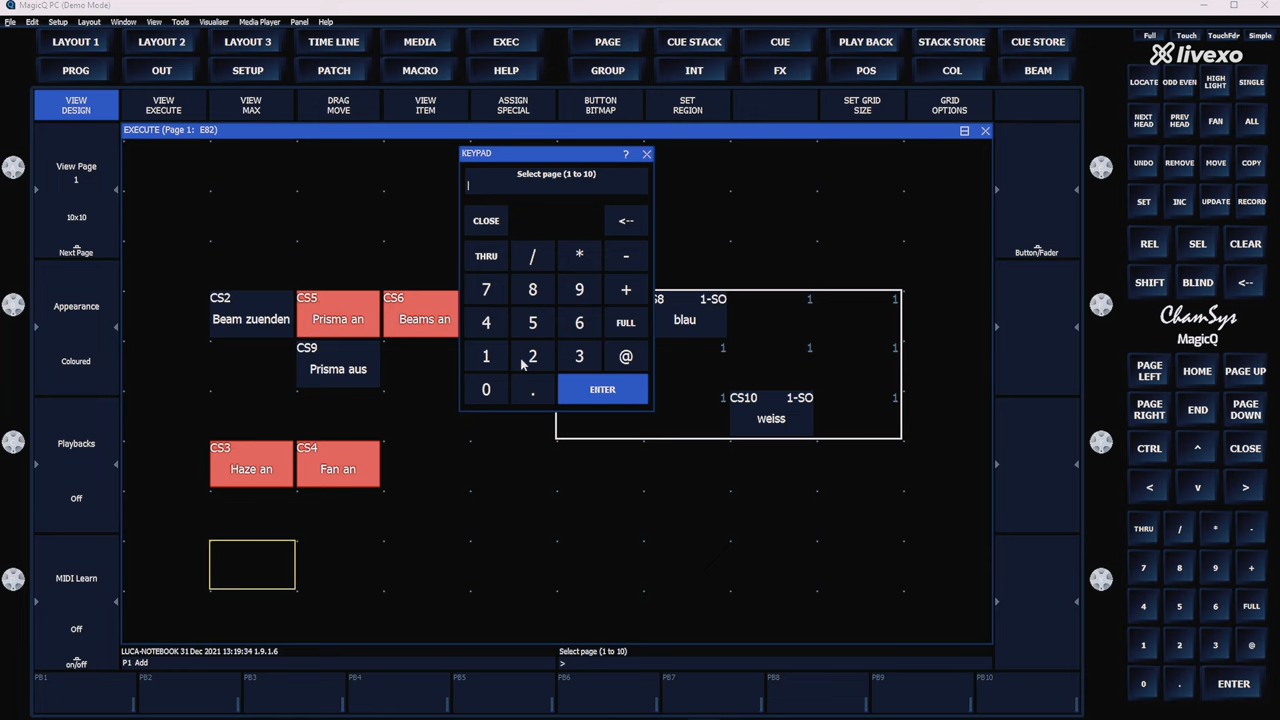 MagicQ PC (Demo Mode)
File Edit Setup Layout Window View Tools Visualiser Media Player Panel Help
Full Touch TouchFdr Simple
LAYOUT 1 LAYOUT 2 LAYOUT 3 TIME LINE MEDIA EXEC PAGE CUE STACK CUE PLAY BACK STACK STORE CUE STORE
PROG OUT SETUP PATCH MACRO HELP GROUP INT FX POS COL BEAM
livexo
VIEW DESIGN
VIEW EXECUTE
VIEW MAX
DRAG MOVE
VIEW ITEM
ASSIGN SPECIAL
BUTTON BITMAP
SET REGION
SET GRID SIZE
GRID OPTIONS
EXECUTE (Page 1: E82)
View Page
1
10x10
Next Page
Appearance
Coloured
Playbacks
Off
MIDI Learn
Off
on/off
Button/Fader
KEYPAD ?
Select page (1 to 10)
CLOSE <--
THRU / * -
7 8 9 +
4 5 6 FULL
1 2 3 @
0 . ENTER
CS2
Beam zuenden
CS5
Prisma an
CS6
Beams an
S8 1-SO
blau
1 1
CS9
Prisma aus
1 1 1
1
CS10 1-SO
weiss
1
CS3
Haze an
CS4
Fan an
LUCA-NOTEBOOK 31 Dec 2021 13:19:34 1.9.1.6
P1 Add
Select page (1 to 10)
>
PB1 PB2 PB3 PB4 PB5 PB6 PB7 PB8 PB9 PB10
LOCATE ODD EVEN HIGH LIGHT SINGLE
NEXT HEAD PREV HEAD FAN ALL
UNDO REMOVE MOVE COPY
SET INC UPDATE RECORD
REL SEL CLEAR
SHIFT BLIND <--
ChamSys
MagicQ
PAGE LEFT HOME PAGE UP
PAGE RIGHT END PAGE DOWN
CTRL ^ CLOSE
< v >
THRU / * -
7 8 9 +
4 5 6 FULL
1 2 3 @
0 . ENTER